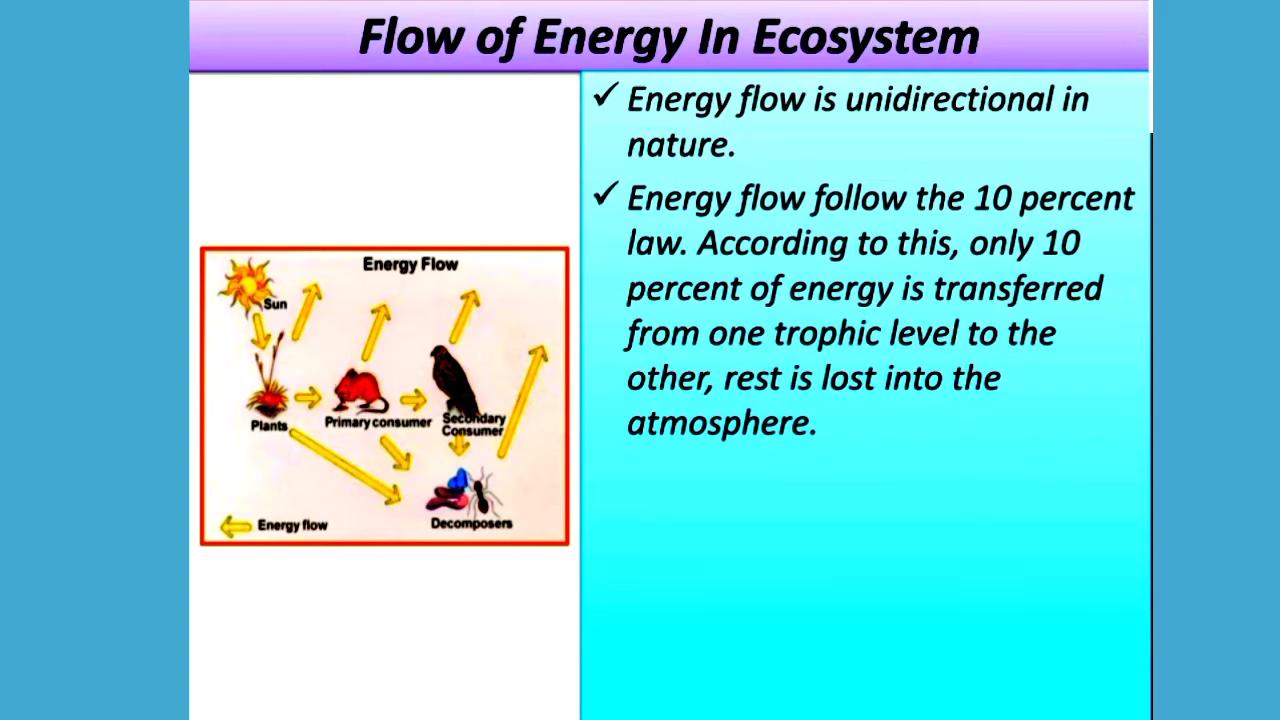 Flow of Energy In Ecosystem
✓ Energy flow is unidirectional in
nature.
✓ Energy flow follow the 10 percent
law. According to this, only 10
percent of energy is transferred
from one trophic level to the
other, rest is lost into the
atmosphere.
Energy Flow
Sun
Plants
Primary consumer
Secondary
Consumer
Decomposers
Energy flow